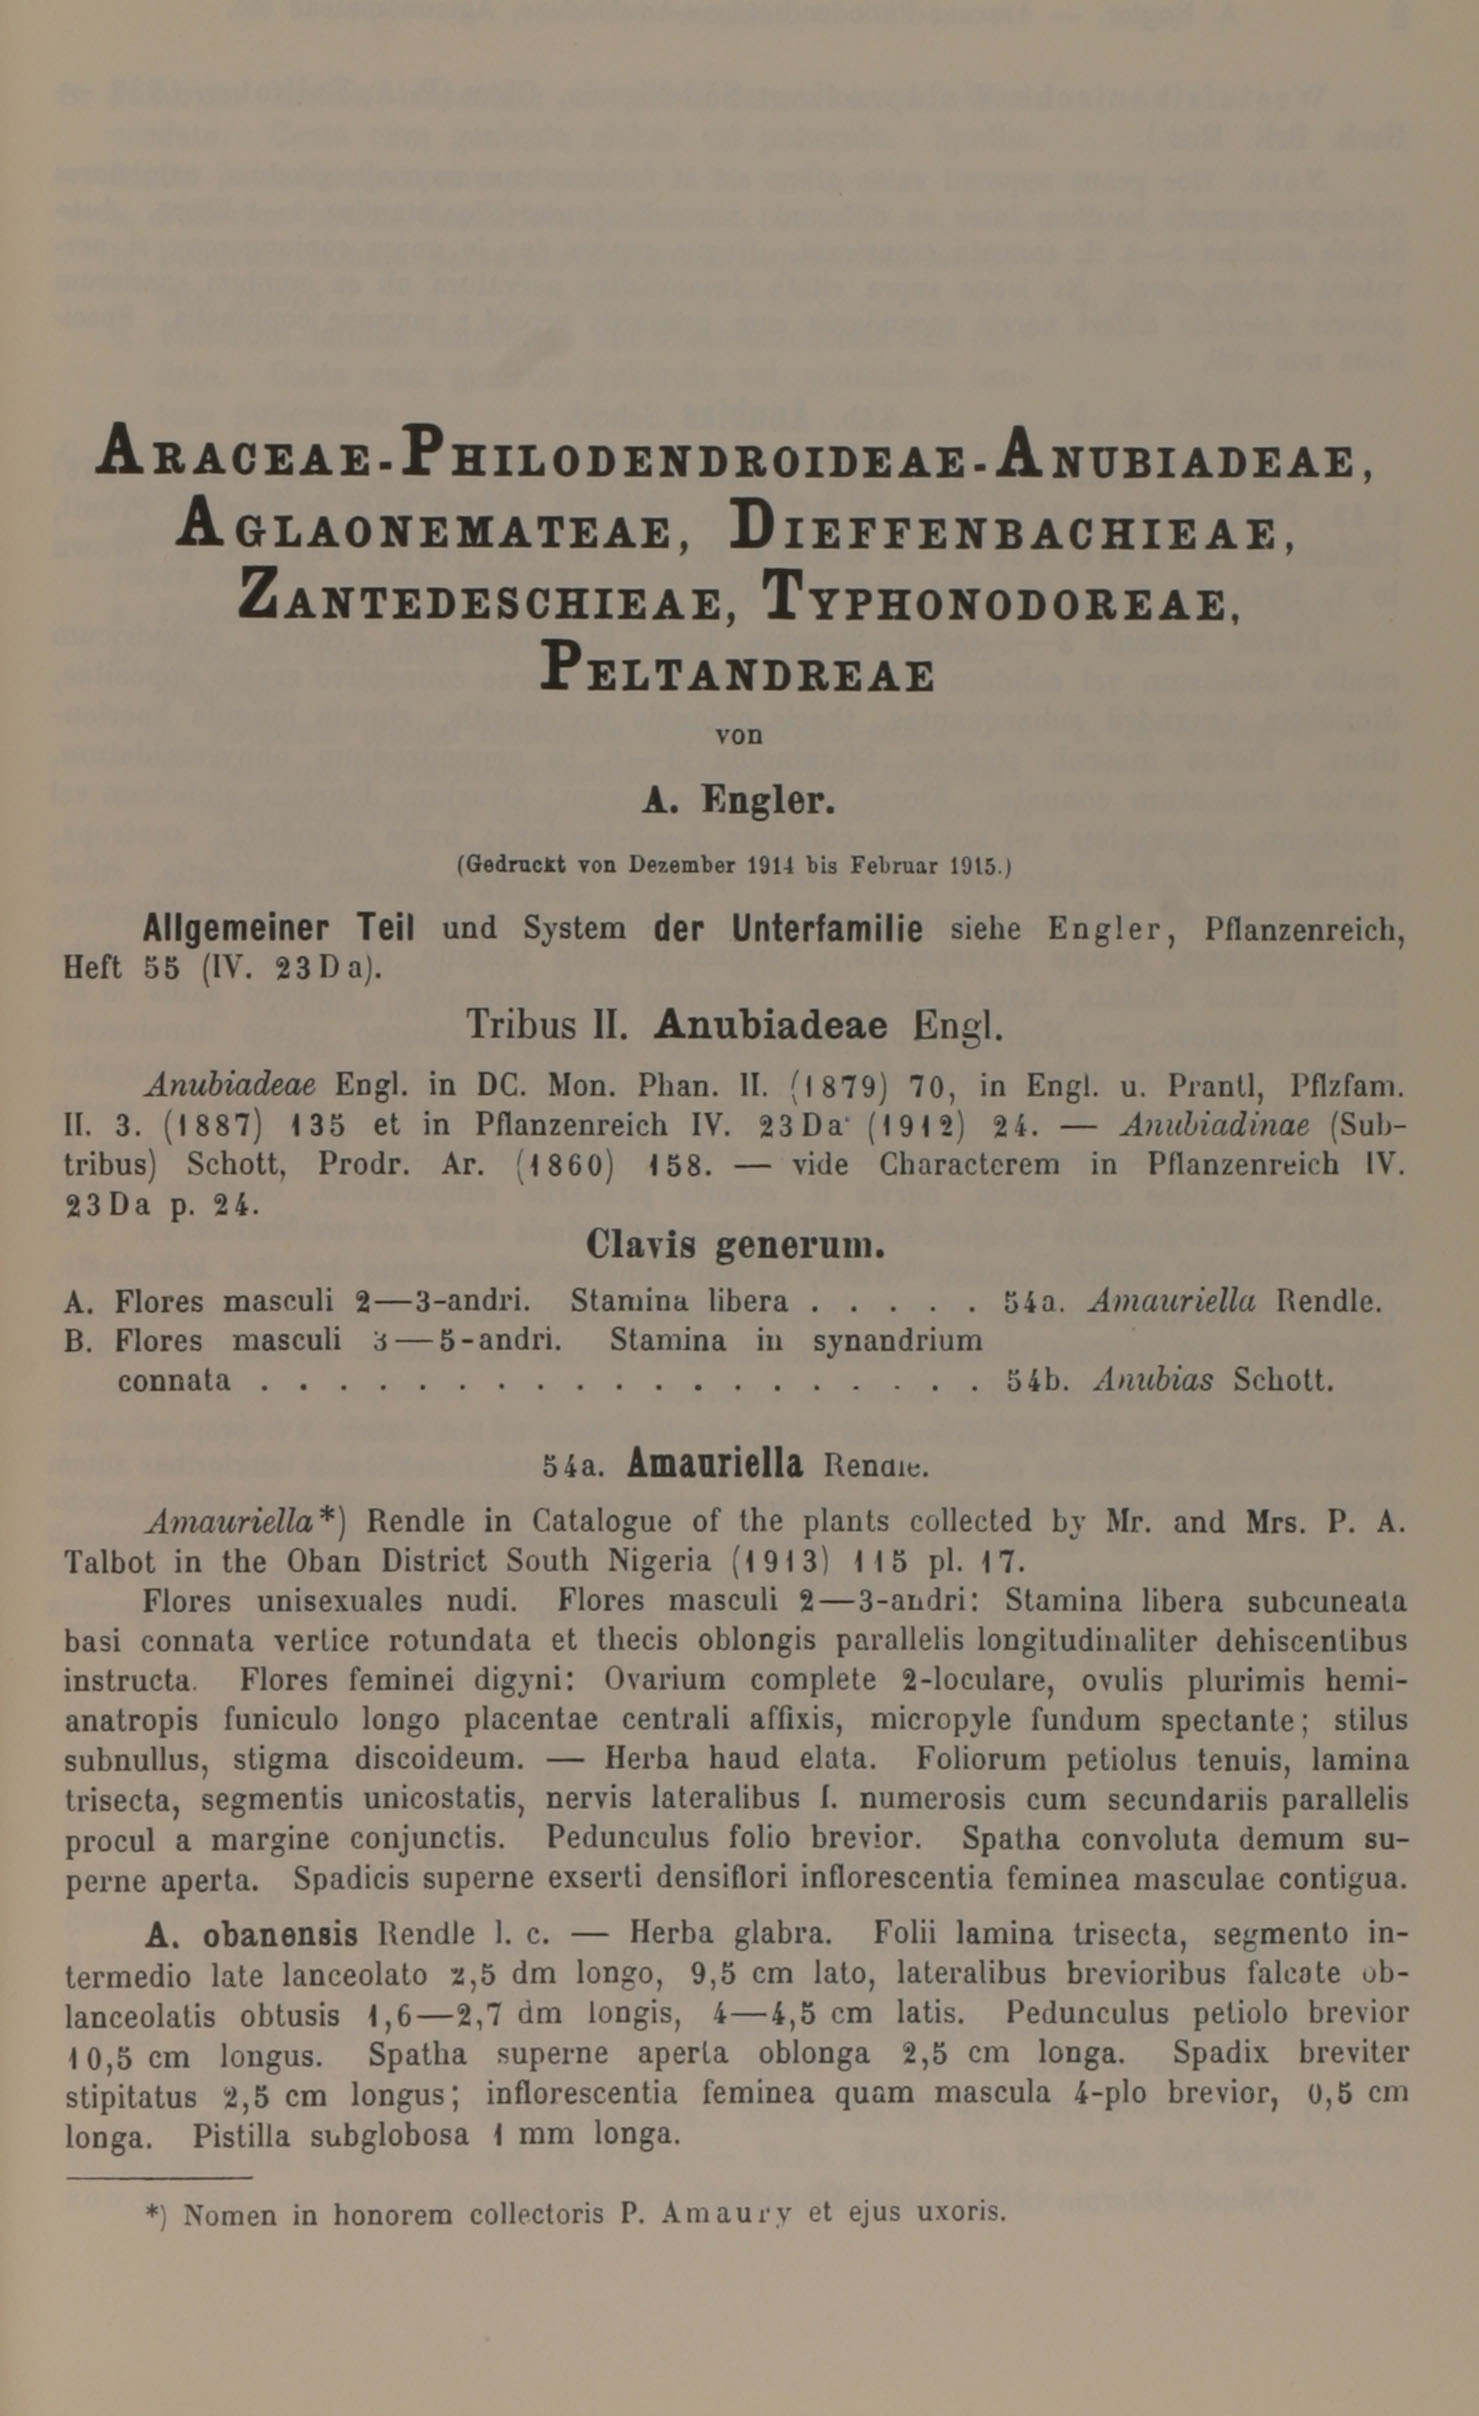 ARACEAE-PHILODENDROIDEAE-ANUBIADEAE,
AGLAONEMATEAE, DIEFFENBACHIEAE,
ZANTEDESCHIEAE, TYPHONODOREAE,
PELTANDREAE
von
A. Engler.
(Gedruckt von Dezember 1914 bis Februar 1915.)
Allgemeiner Teil und System der Unterfamilie siehe Engler, Pflanzenreich,
Heft 55 (IV. 23Da).
Tribus II. Anubiadeae Engl.
Anubiadeae Engl. in DC. Mon. Phan. II. (1879) 70, in Engl. u. Prantl, Pflzfam.
II. 3. (1887) 135 et in Pflanzenreich IV. 23Da (1912) 24. — Anubiadinae (Sub-
tribus) Schott, Prodr. Ar. (1860) 158. — vide Characterem in Pflanzenreich IV.
23Da p. 24.
Clavis generum.
A. Flores masculi 2—3-andri. Stamina libera . . . . . 54a. Amauriella Rendle.
B. Flores masculi 3—5-andri. Stamina in synandrium
connata . . . . . . . . . . . . . . . . . . . 54b. Anubias Schott.
54a. Amauriella Rendle.
Amauriella*) Rendle in Catalogue of the plants collected by Mr. and Mrs. P. A.
Talbot in the Oban District South Nigeria (1913) 115 pl. 17.
Flores unisexuales nudi. Flores masculi 2—3-andri: Stamina libera subcuneata
basi connata vertice rotundata et thecis oblongis parallelis longitudinaliter dehiscentibus
instructa. Flores feminei digyni: Ovarium complete 2-loculare, ovulis plurimis hemi-
anatropis funiculo longo placentae centrali affixis, micropyle fundum spectante; stilus
subnullus, stigma discoideum. — Herba haud elata. Foliorum petiolus tenuis, lamina
trisecta, segmentis unicostatis, nervis lateralibus I. numerosis cum secundariis parallelis
procul a margine conjunctis. Pedunculus folio brevior. Spatha convoluta demum su-
perne aperta. Spadicis superne exserti densiflori inflorescentia feminea masculae contigua.
A. obanensis Rendle l. c. — Herba glabra. Folii lamina trisecta, segmento in-
termedio late lanceolato 2,5 dm longo, 9,5 cm lato, lateralibus brevioribus falcate ob-
lanceolatis obtusis 1,6—2,7 dm longis, 4—4,5 cm latis. Pedunculus petiolo brevior
10,5 cm longus. Spatha superne aperta oblonga 2,5 cm longa. Spadix breviter
stipitatus 2,5 cm longus; inflorescentia feminea quam mascula 4-plo brevior, 0,5 cm
longa. Pistilla subglobosa 1 mm longa.
*) Nomen in honorem collectoris P. Amaury et ejus uxoris.